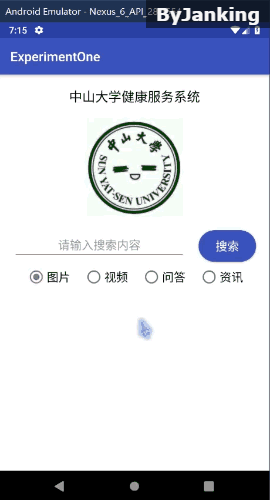 Android Emulator - Nexus_6_API_28
ByJanking
7:15
ExperimentOne
中山大学健康服务系统
中山大學
SUN YAT-SEN UNIVERSITY
请输入搜索内容
搜索
图片 视频 问答 资讯